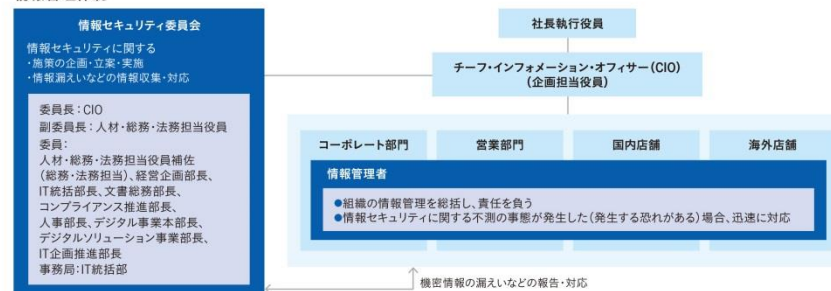 情報セキュリティ委員会
情報セキュリティに関する
・施策の企画・立案・実施
・情報漏えいなどの情報収集・対応
委員長：CIO
副委員長：人材・総務・法務担当役員
委員：
人材・総務・法務担当役員補佐
(総務・法務担当)、経営企画部長、
IT統括部長、文書総務部長、
コンプライアンス推進部長、
人事部長、デジタル事業本部長、
デジタルソリューション事業部長、
IT企画推進部長
事務局：IT統括部
社長執行役員
チーフ・インフォメーション・オフィサー（CIO）
（企画担当役員）
コーポレート部門
営業部門
国内店舗
海外店舗
情報管理者
●組織の情報管理を総括し、責任を負う
●情報セキュリティに関する不測の事態が発生した（発生する恐れがある）場合、迅速に対応
機密情報の漏えいなどの報告・対応